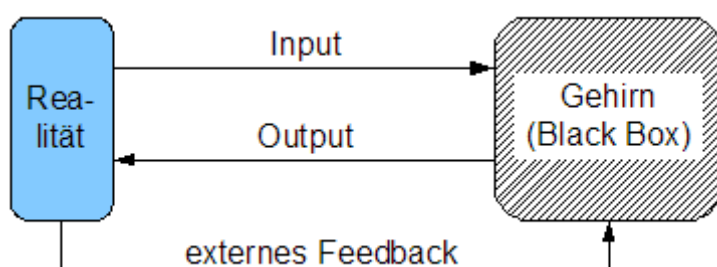 Input
Rea-
lität
Gehirn
(Black Box)
Output
externes Feedback